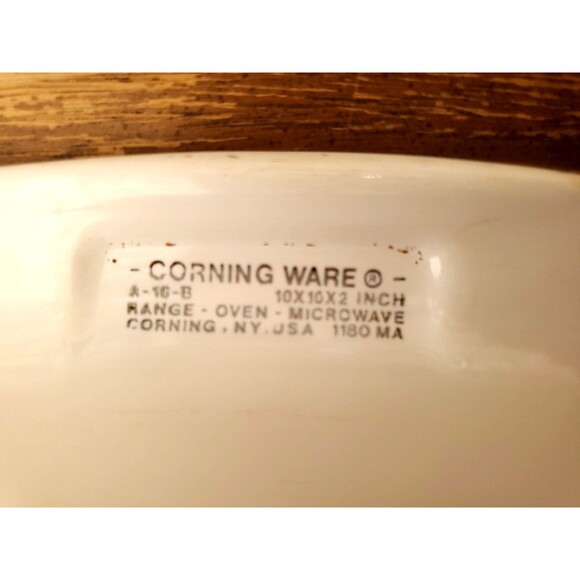 - CORNING WARE ® -
A-10-B 10X10X2 INCH
RANGE - OVEN - MICROWAVE
CORNING, NY. USA 1180 MA